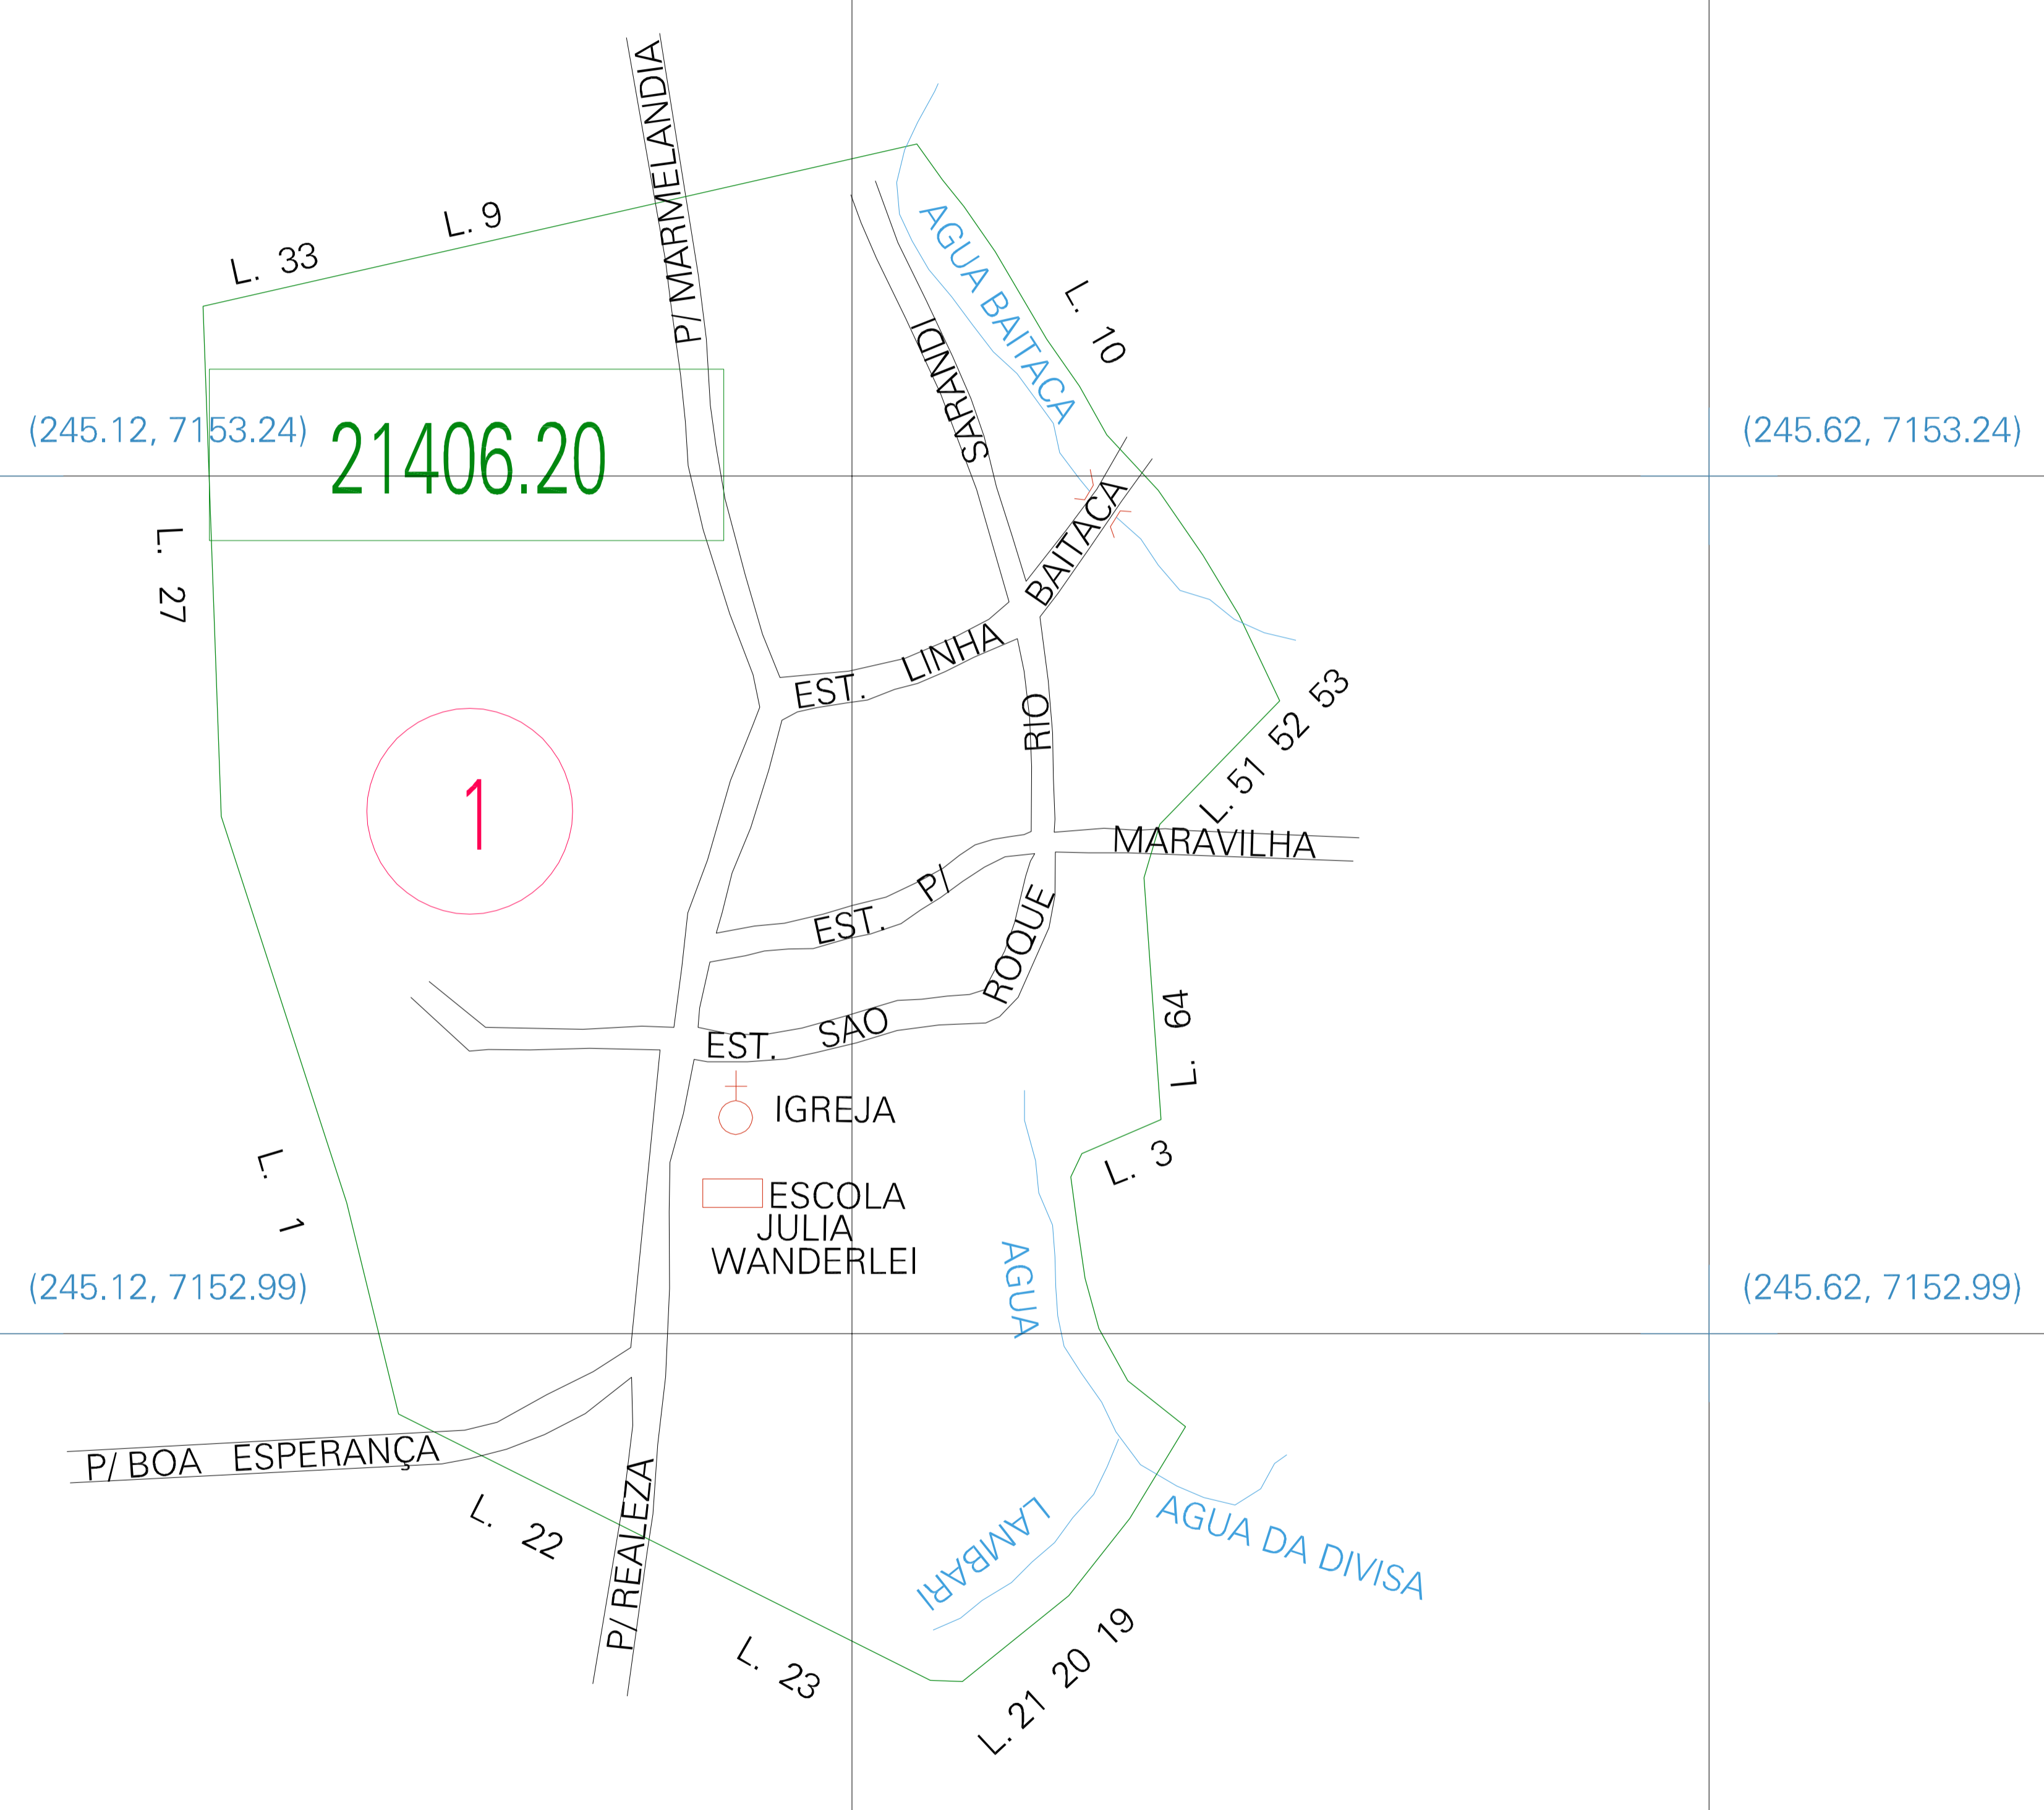 P/ MARMELANDIA
L. 9
L. 33
AGUA BAITACA
L. 10
SARANDI
(245.12, 7153.24)
21406.20
(245.62, 7153.24)
L. 27
BAITACA
EST. LINHA
RIO
L. 51 52 53
1
MARAVILHA
EST. P/
ROQUE
EST. SAO
L. 64
IGREJA
L. 3
L. 1
ESCOLA
JULIA
WANDERLEI
AGUA
(245.12, 7152.99)
(245.62, 7152.99)
P/ BOA ESPERANÇA
L. 22
P/ REALEZA
LAMBARI
AGUA DA DIVISA
L. 23
L. 21 20 19